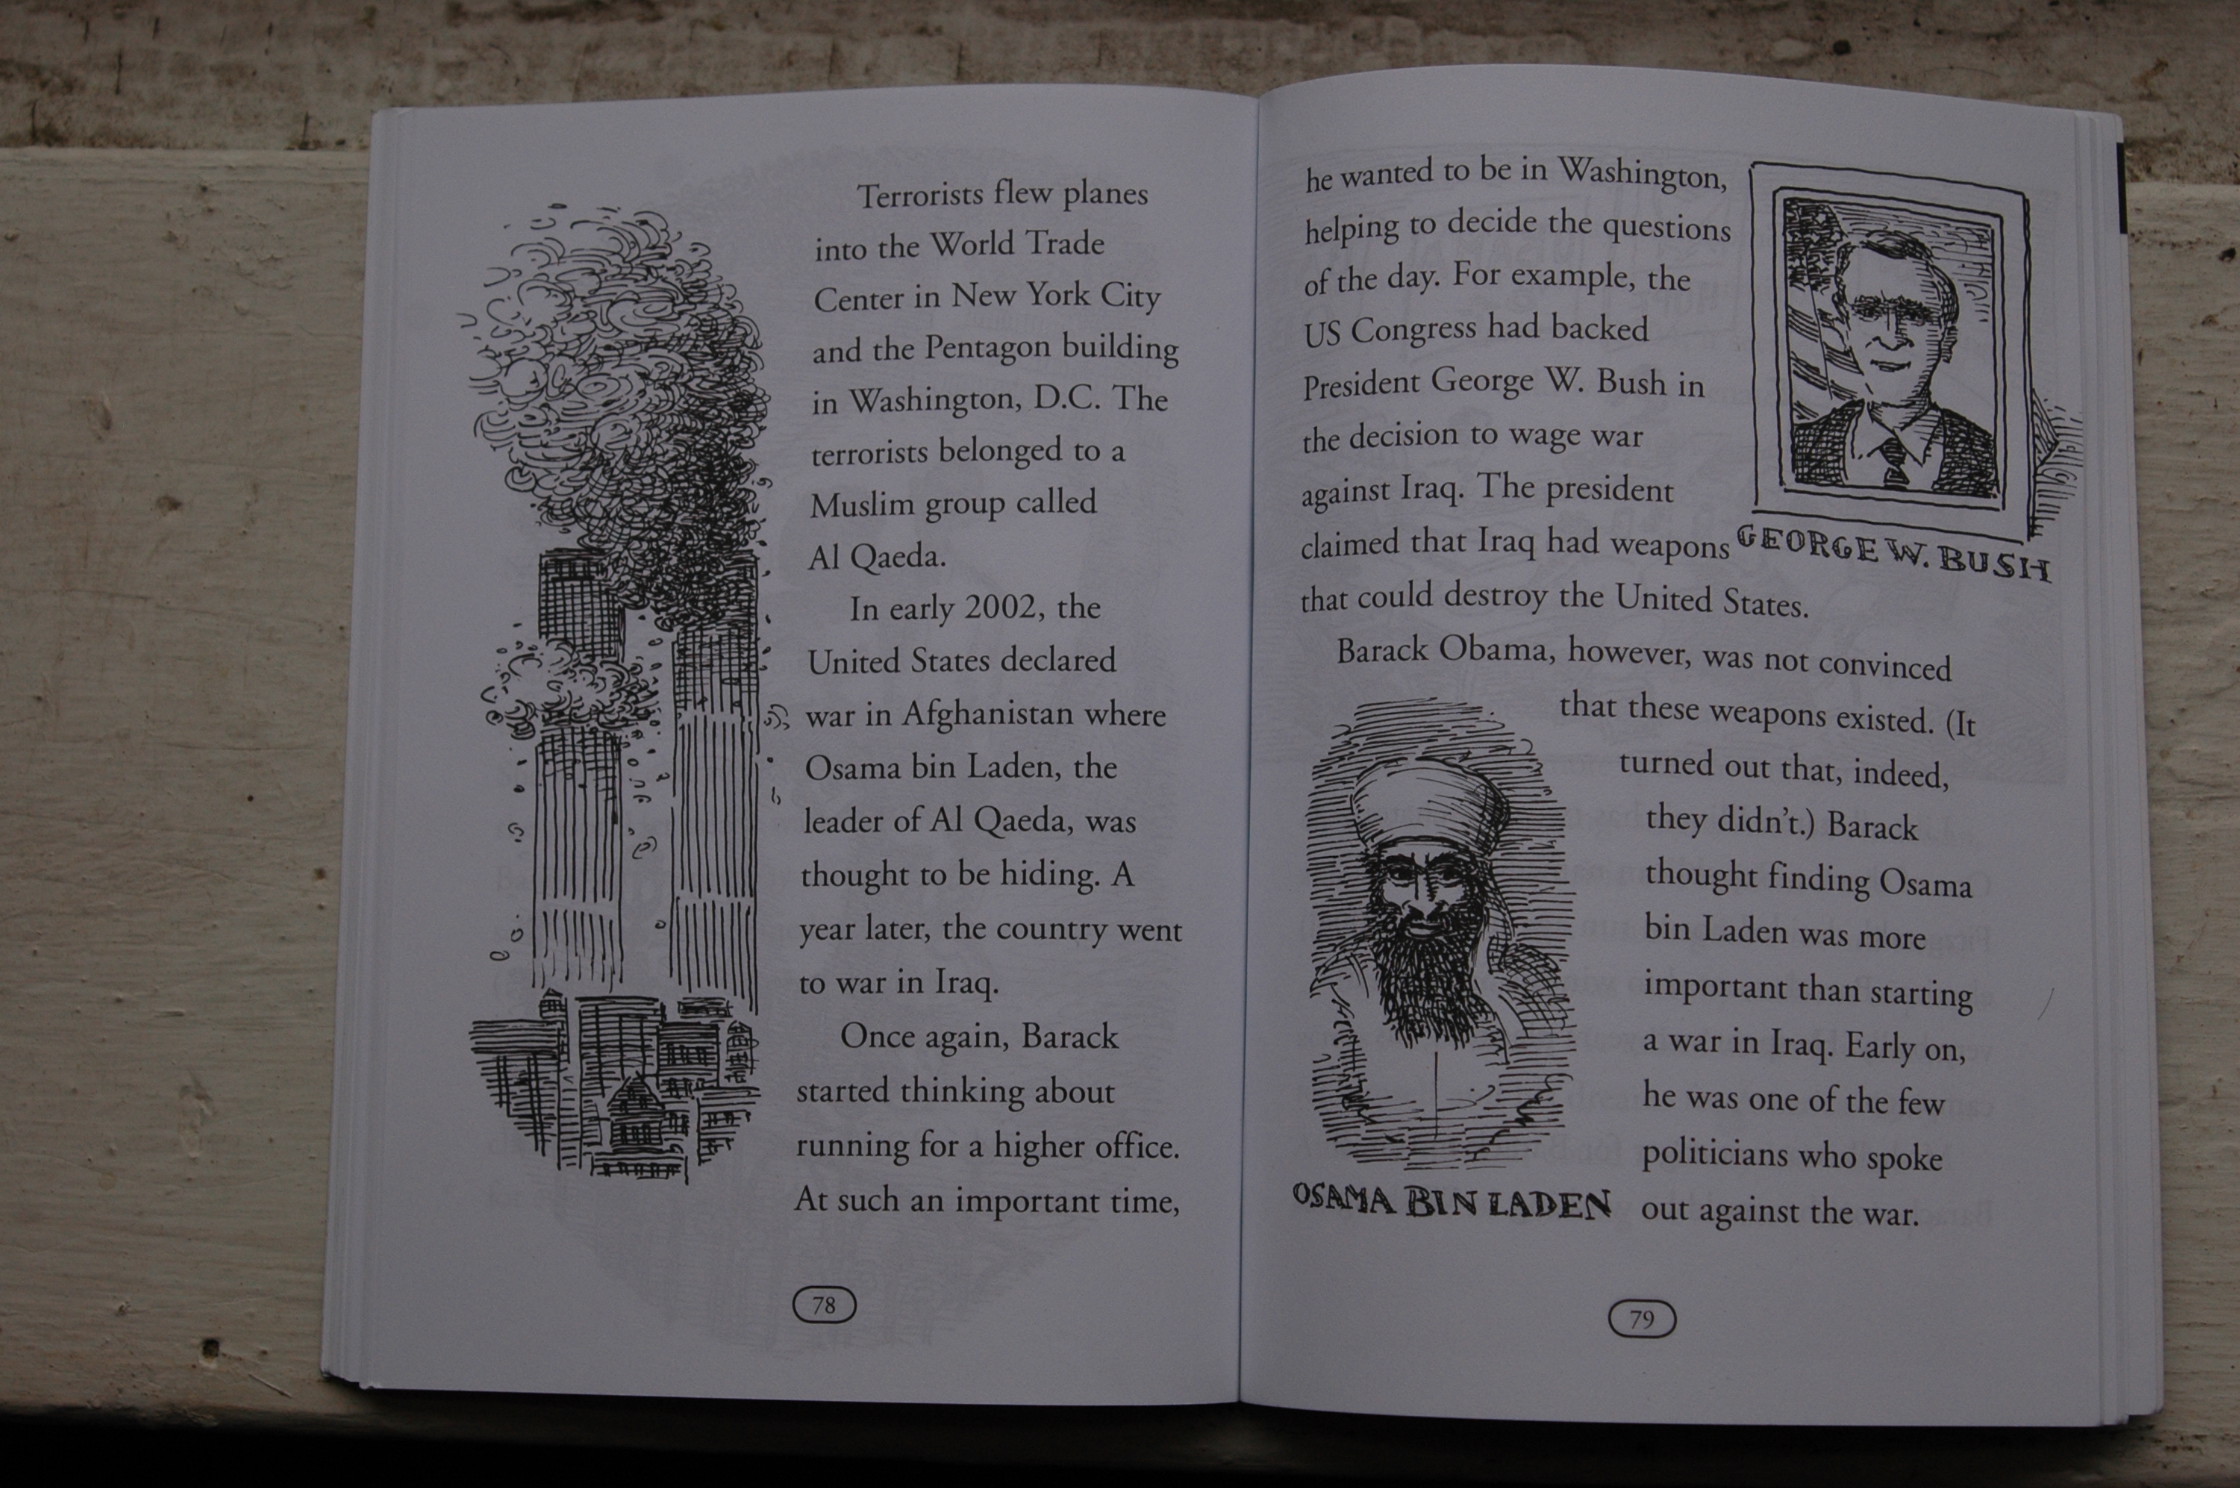 Terrorists flew planes
into the World Trade
Center in New York City
and the Pentagon building
in Washington, D.C. The
terrorists belonged to a
Muslim group called
Al Qaeda.
In early 2002, the
United States declared
war in Afghanistan where
Osama bin Laden, the
leader of Al Qaeda, was
thought to be hiding. A
year later, the country went
to war in Iraq.
Once again, Barack
started thinking about
running for a higher office.
At such an important time,
78
he wanted to be in Washington,
helping to decide the questions
of the day. For example, the
US Congress had backed
President George W. Bush in
the decision to wage war
against Iraq. The president
claimed that Iraq had weapons
GEORGE W. BUSH
that could destroy the United States.
Barack Obama, however, was not convinced
that these weapons existed. (It
turned out that, indeed,
they didn't.) Barack
thought finding Osama
bin Laden was more
important than starting
a war in Iraq. Early on,
he was one of the few
politicians who spoke
out against the war.
OSAMA BIN LADEN
79